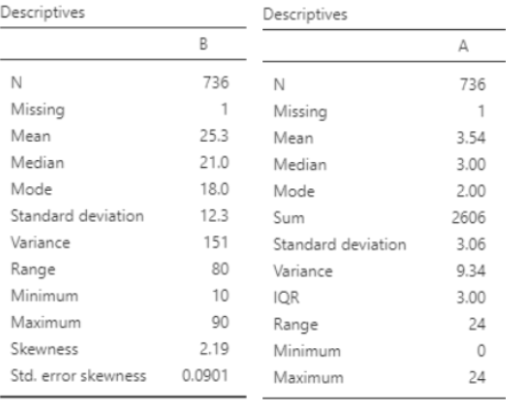 Descriptives
B
N 736
Missing 1
Mean 25.3
Median 21.0
Mode 18.0
Standard deviation 12.3
Variance 151
Range 80
Minimum 10
Maximum 90
Skewness 2.19
Std. error skewness 0.0901
Descriptives
A
N 736
Missing 1
Mean 3.54
Median 3.00
Mode 2.00
Sum 2606
Standard deviation 3.06
Variance 9.34
IQR 3.00
Range 24
Minimum 0
Maximum 24